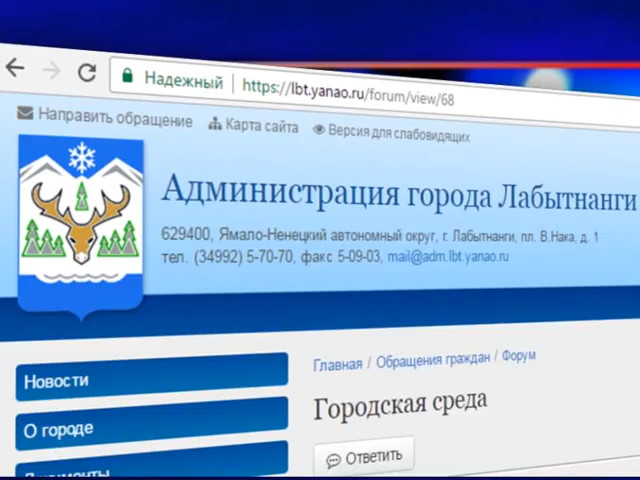 Надежный https://lbt.yanao.ru/forum/view/68
Направить обращение Карта сайта Версия для слабовидящих
Администрация города Лабытнанги
629400, Ямало-Ненецкий автономный округ, г. Лабытнанги, пл. В.Нака, д. 1
тел. (34992) 5-70-70, факс 5-09-03, mail@adm.lbt.yanao.ru
Главная / Обращения граждан / Форум
Новости
Городская среда
О городе
Ответить
Документы